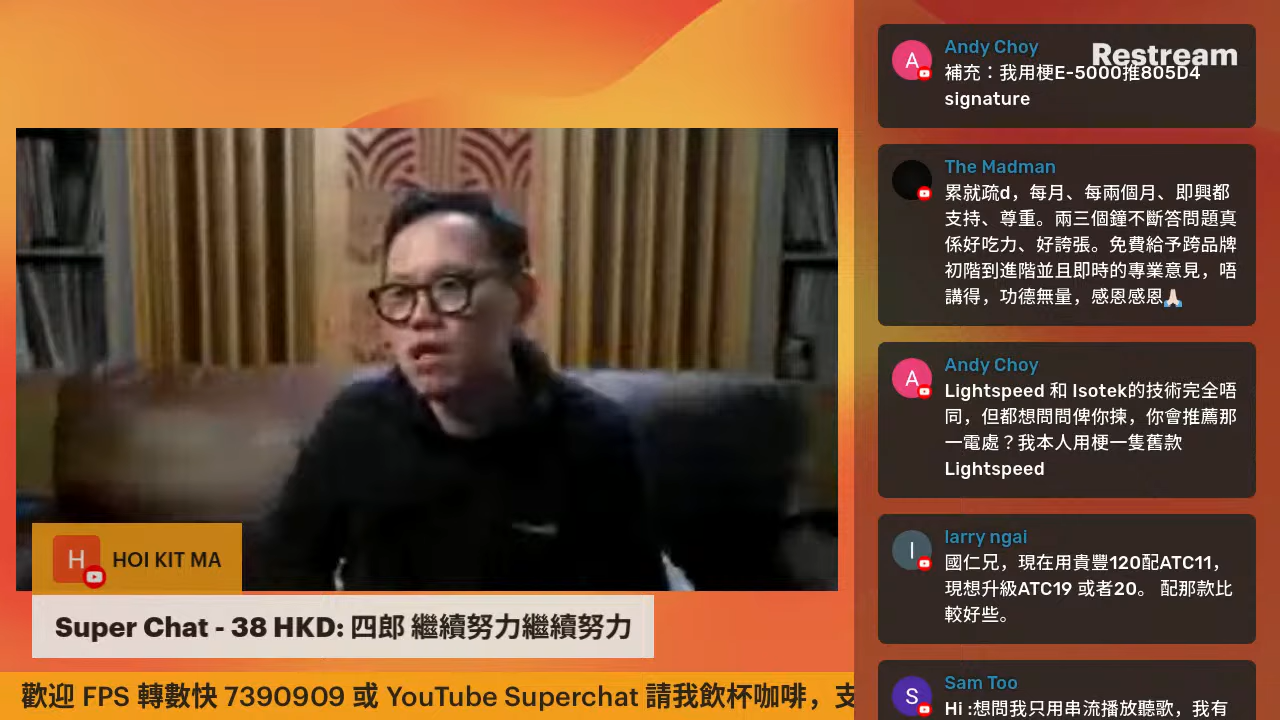 H
HOI KIT MA
Super Chat - 38 HKD: 四郎 繼續努力繼續努力
歡迎 FPS 轉數快 7390909 或 YouTube Superchat 請我飲杯咖啡，支
Restream
A
Andy Choy
補充：我用梗E-5000推805D4
signature
The Madman
累就疏d，每月、每兩個月、即興都
支持、尊重。兩三個鐘不斷答問題真
係好吃力、好誇張。免費給予跨品牌
初階到進階並且即時的專業意見，唔
講得，功德無量，感恩感恩🙏🏻
A
Andy Choy
Lightspeed 和 Isotek的技術完全唔
同，但都想問問俾你揀，你會推薦那
一電處？我本人用梗一隻舊款
Lightspeed
l
larry ngai
國仁兄，現在用貴豐120配ATC11，
現想升級ATC19 或者20。 配那款比
較好些。
S
Sam Too
Hi :想問我只用串流播放聽歌，我有